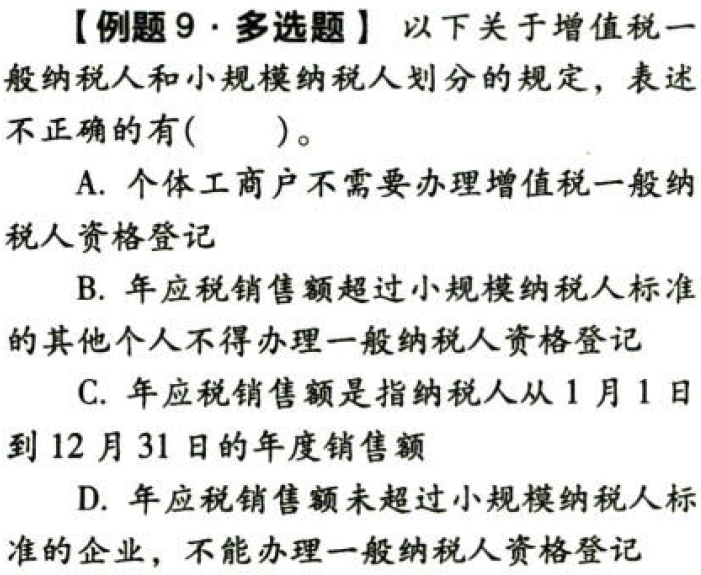 【例题9·多选题】 以下关于增值税一
般纳税人和小规模纳税人划分的规定，表述
不正确的有(　　)。
A. 个体工商户不需要办理增值税一般纳
税人资格登记
B. 年应税销售额超过小规模纳税人标准
的其他个人不得办理一般纳税人资格登记
C. 年应税销售额是指纳税人从1月1日
到12月31日的年度销售额
D. 年应税销售额未超过小规模纳税人标
准的企业，不能办理一般纳税人资格登记